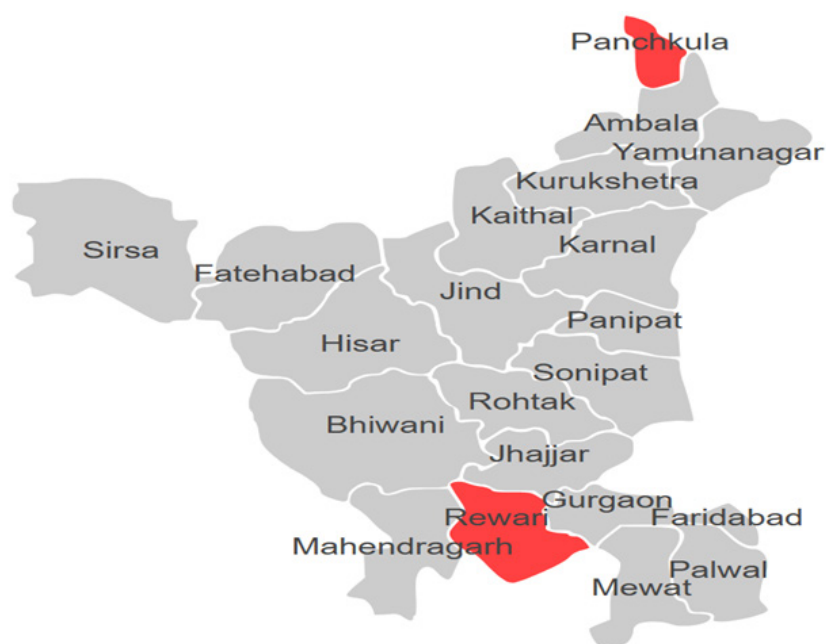 Panchkula
Ambala
Yamunanagar
Kurukshetra
Kaithal
Karnal
Sirsa
Fatehabad
Jind
Panipat
Hisar
Sonipat
Rohtak
Bhiwani
Jhajjar
Gurgaon
Rewari
Faridabad
Mahendragarh
Palwal
Mewat